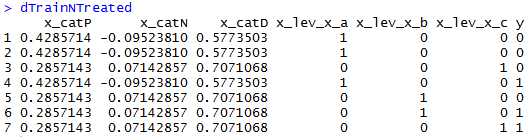 > dTrainNTreated
x_catP x_catN x_catD x_lev_x_a x_lev_x_b x_lev_x_c y
1 0.4285714 -0.09523810 0.5773503 1 0 0 0
2 0.4285714 -0.09523810 0.5773503 1 0 0 0
3 0.2857143 0.07142857 0.7071068 0 0 1 0
4 0.4285714 -0.09523810 0.5773503 1 0 0 1
5 0.2857143 0.07142857 0.7071068 0 1 0 0
6 0.2857143 0.07142857 0.7071068 0 1 0 1
7 0.2857143 0.07142857 0.7071068 0 0 1 1